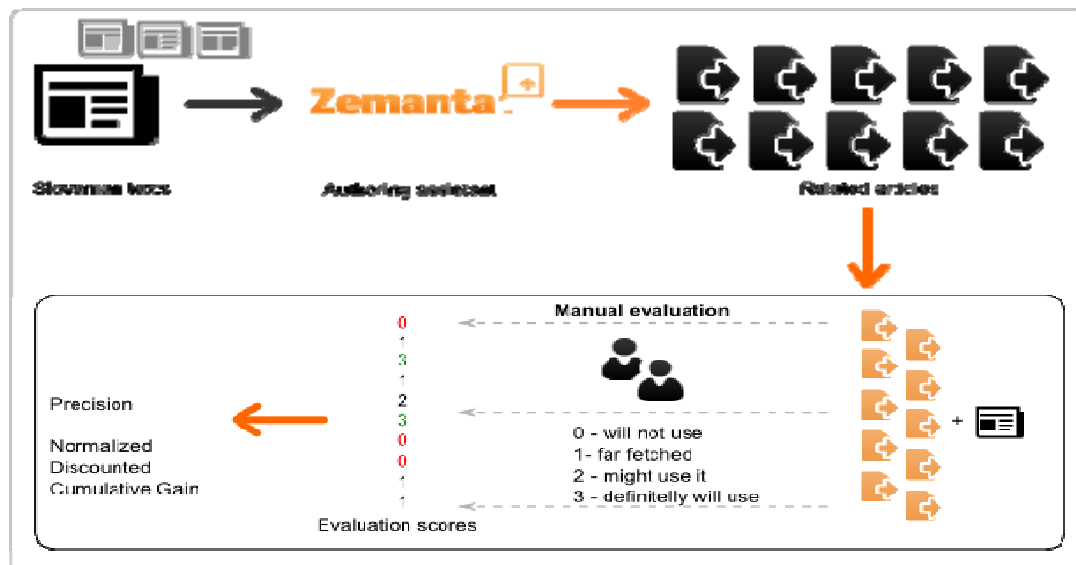 Zemanta
Slovenian texts
Authoring assistant
Related articles
Manual evaluation
0
1
3
1
2
3
0
0
1
1
Evaluation scores
Precision
Normalized
Discounted
Cumulative Gain
0 - will not use
1- far fetched
2 - might use it
3 - definitelly will use
+